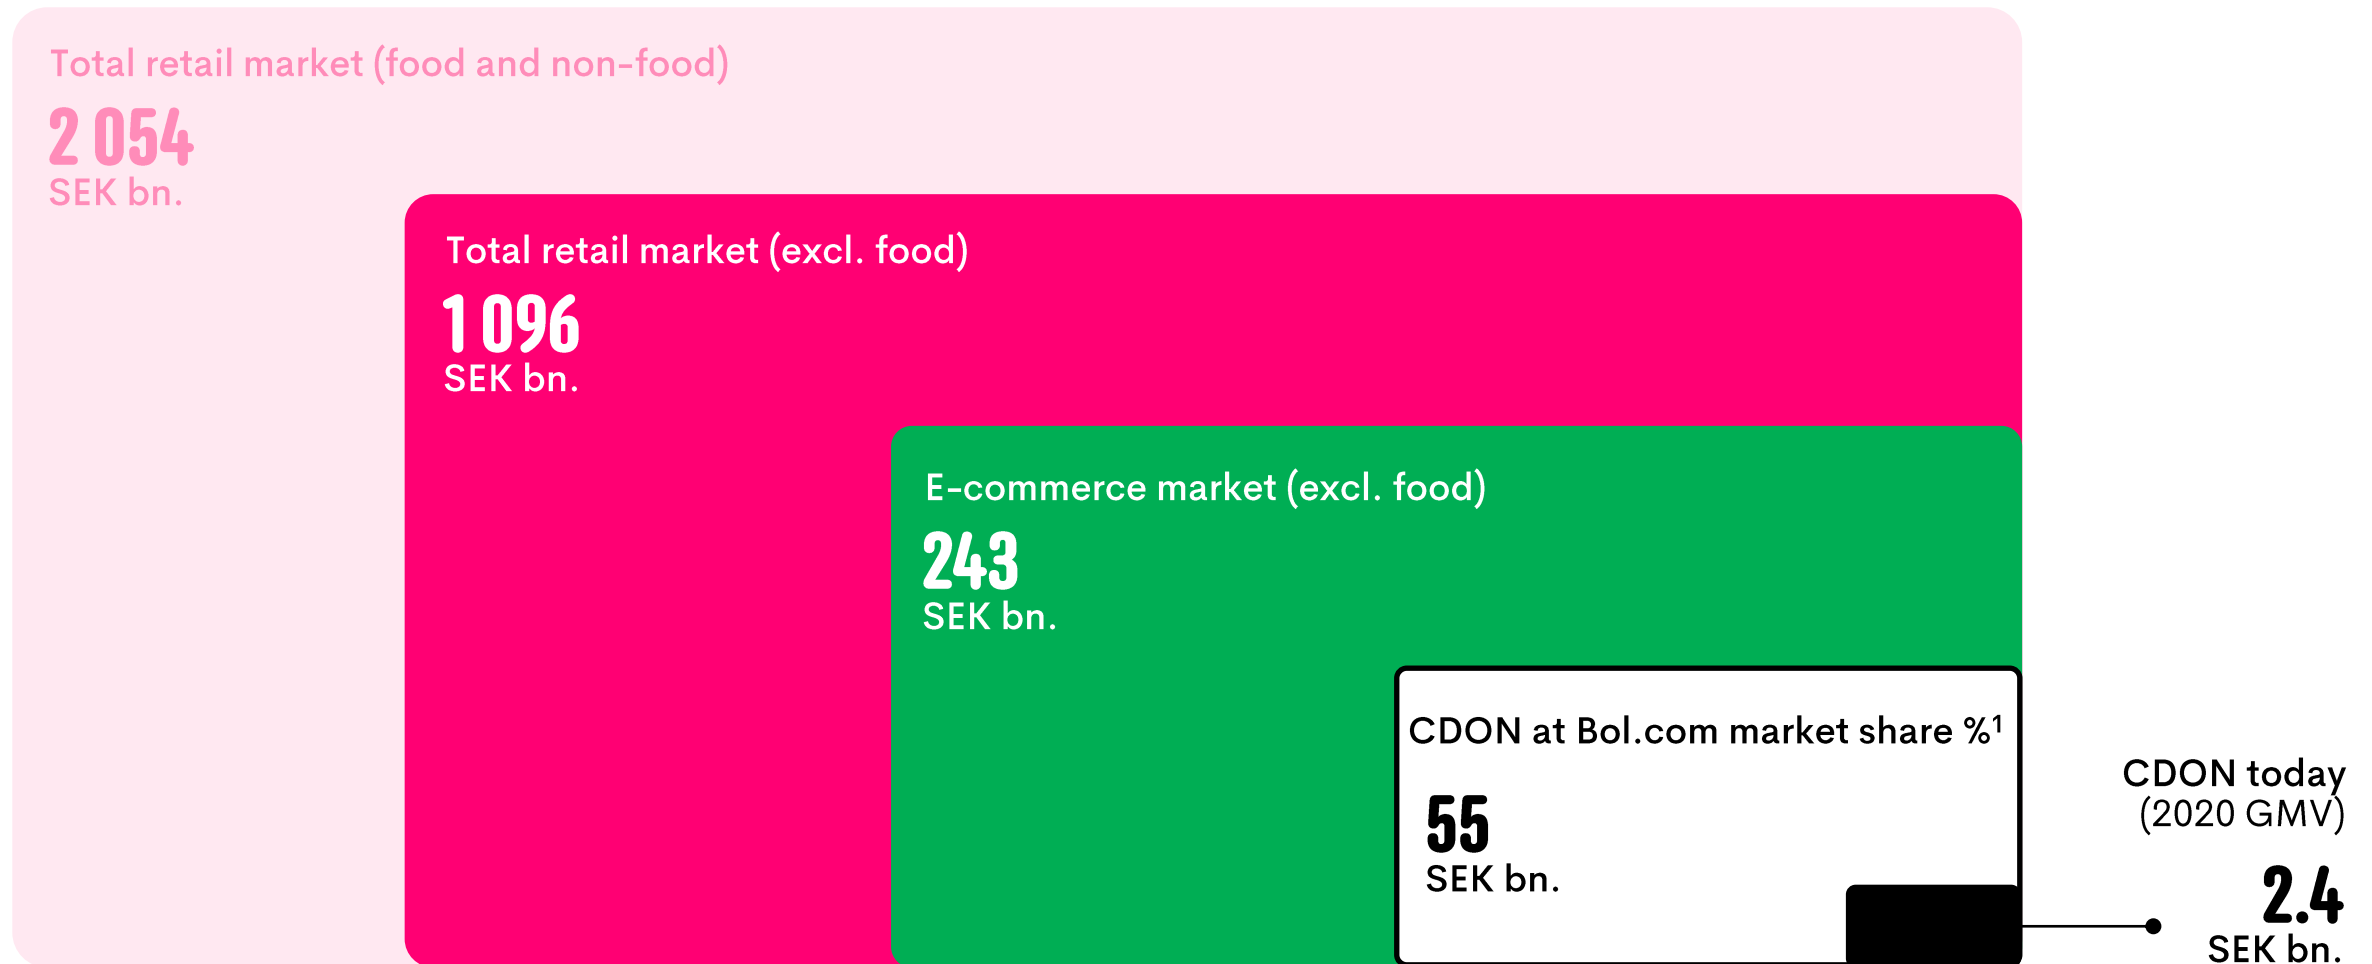 Total retail market (food and non-food)
2 054
SEK bn.
Total retail market (excl. food)
1 096
SEK bn.
E-commerce market (excl. food)
243
SEK bn.
CDON at Bol.com market share %¹
55
SEK bn.
CDON today
(2020 GMV)
2.4
SEK bn.